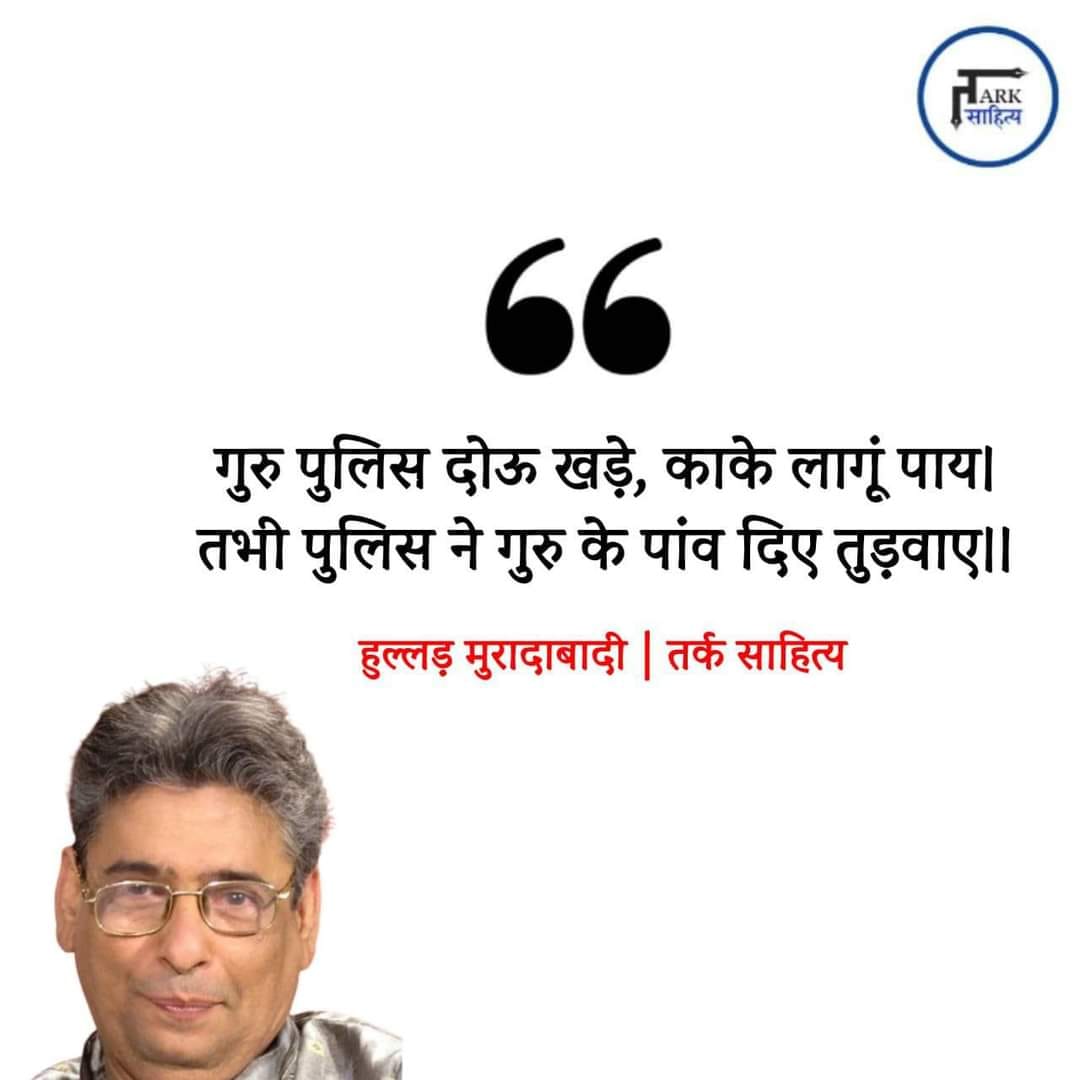 TARK
साहित्य
गुरु पुलिस दोऊ खड़े, काके लागूं पाय।
तभी पुलिस ने गुरु के पांव दिए तुड़वाए।।
हुल्लड़ मुरादाबादी | तर्क साहित्य